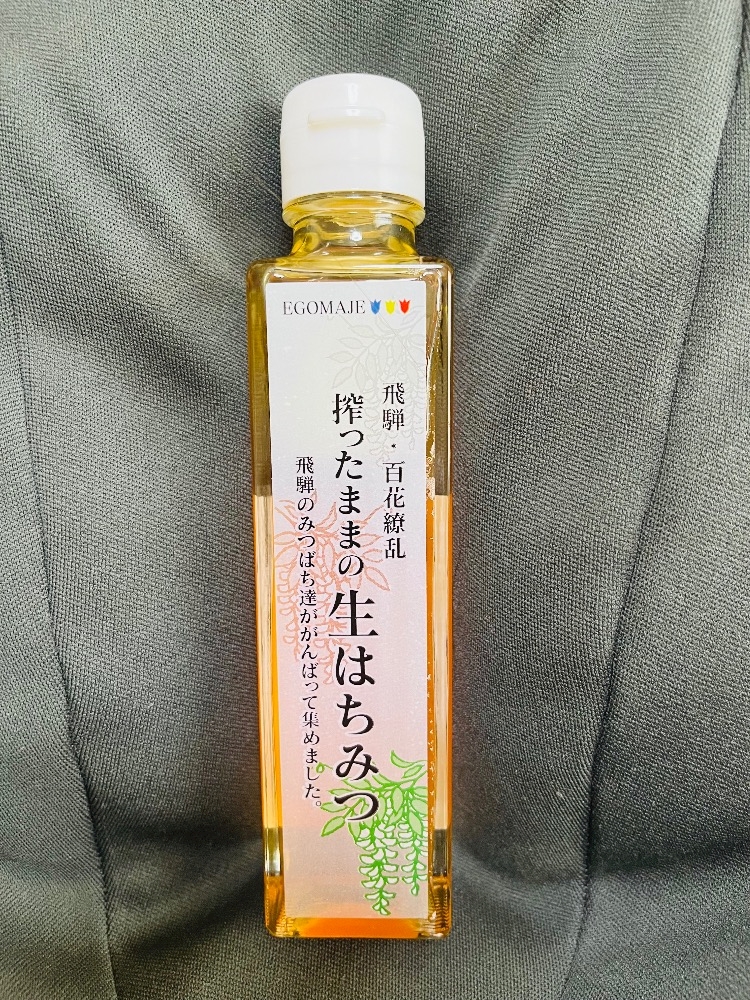 EGOMAJE
飛騨・百花繚乱
搾ったままの生はちみつ
飛騨のみつばち達ががんばって集めました。